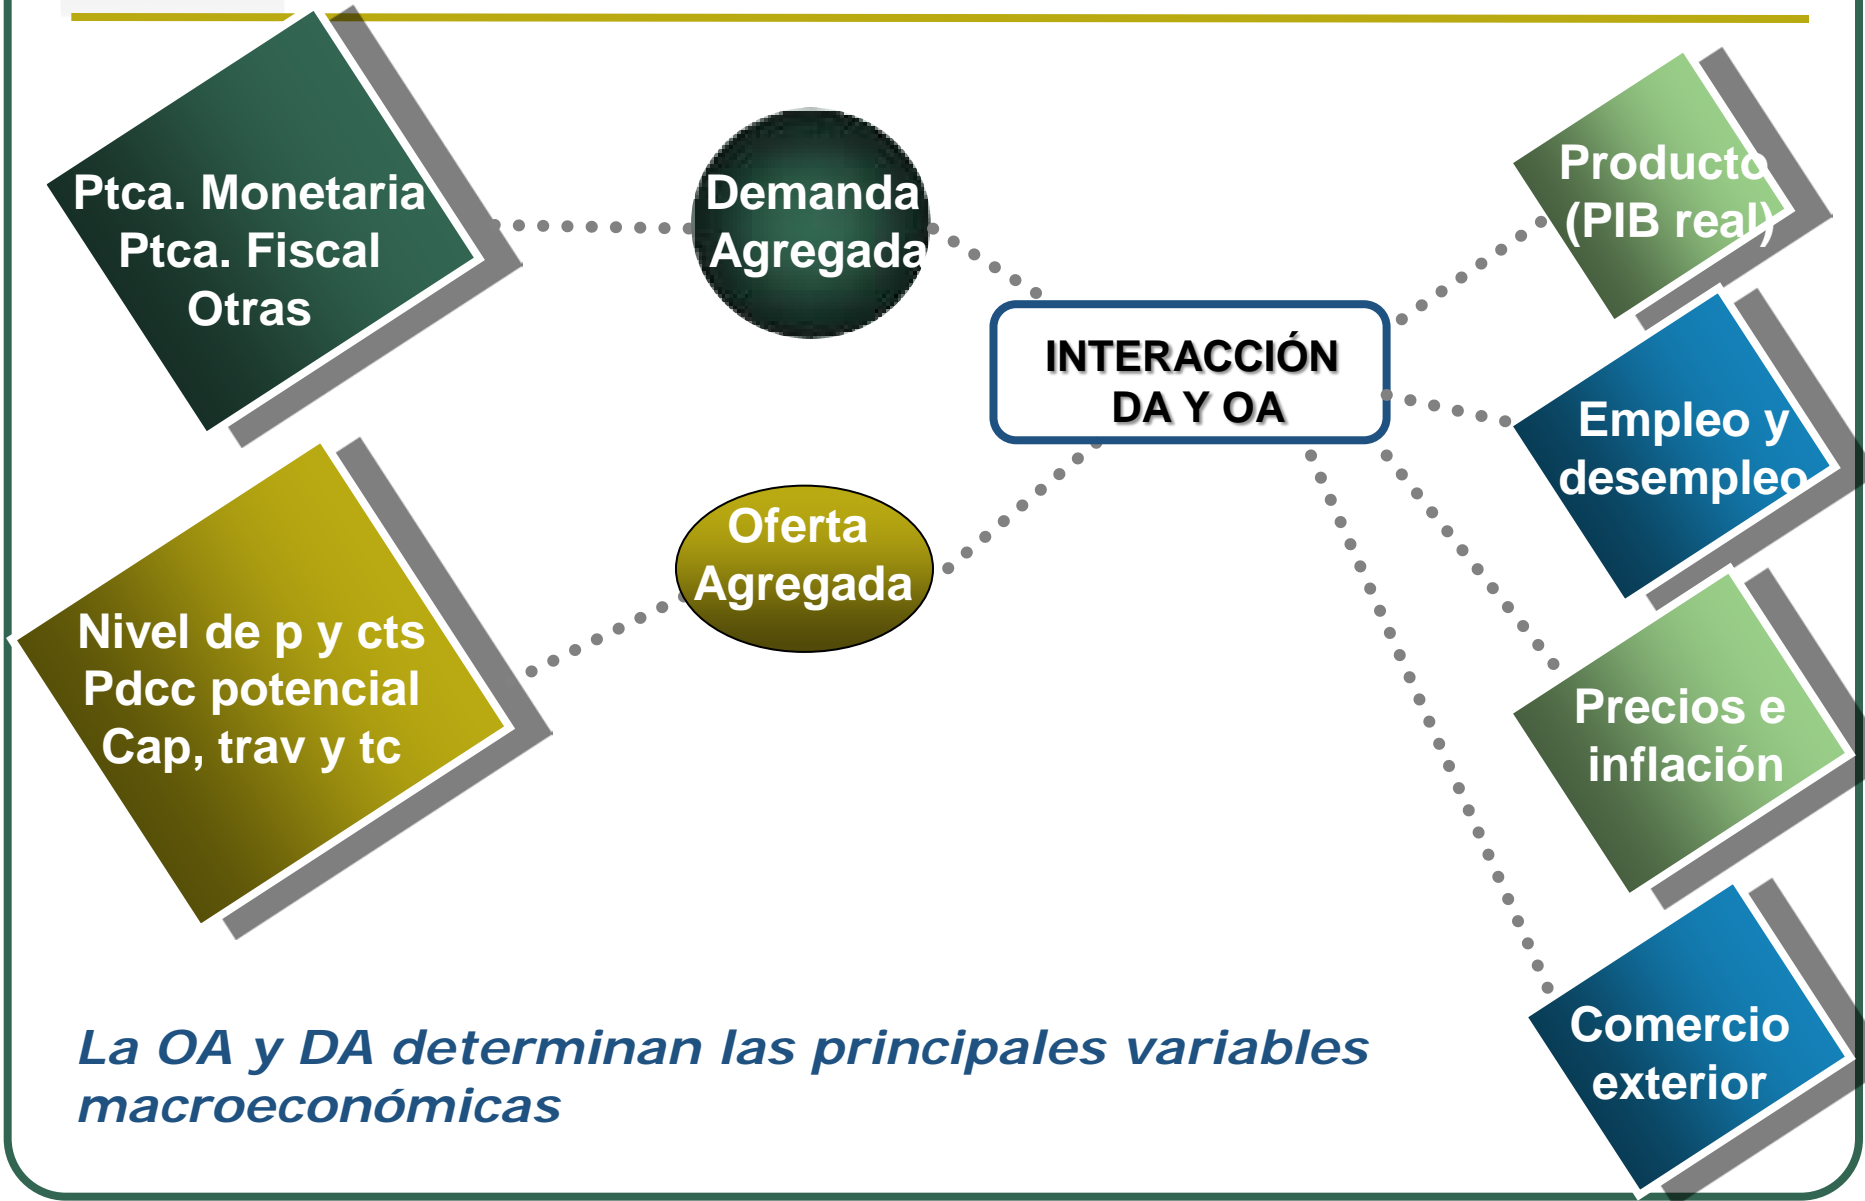 Ptca. Monetaria
Ptca. Fiscal
Otras
Demanda
Agregada
Nivel de p y cts
Pdcc potencial
Cap, trav y tc
Oferta
Agregada
INTERACCIÓN
DA Y OA
Producto
(PIB real)
Empleo y
desempleo
Precios e
inflación
Comercio
exterior
La OA y DA determinan las principales variables
macroeconómicas